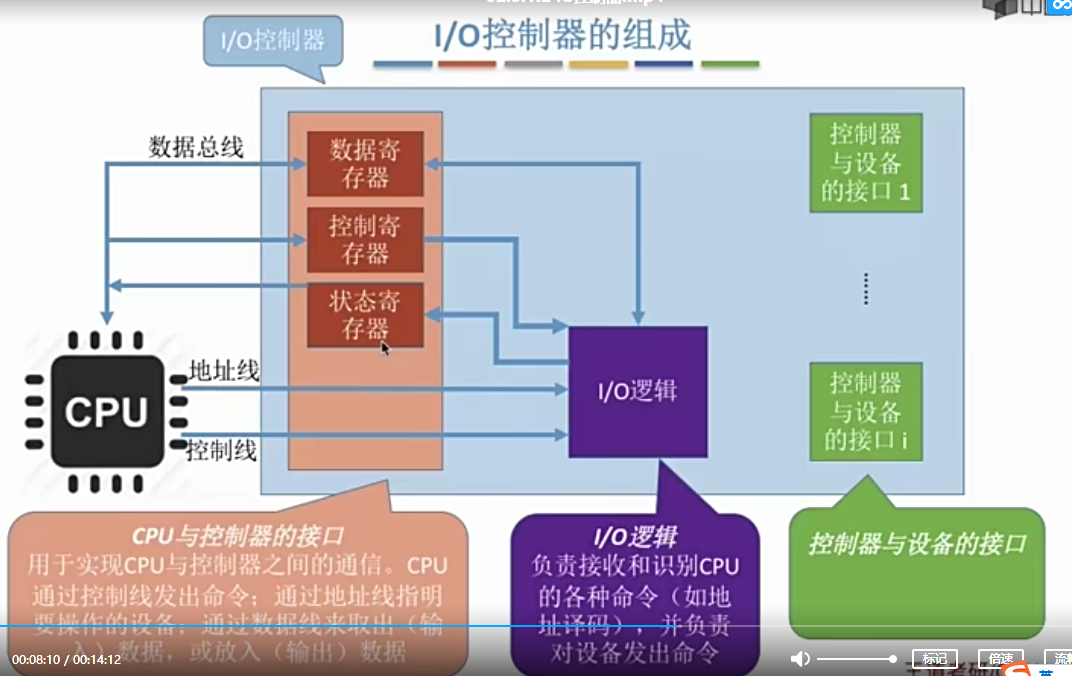 I/O控制器的组成
I/O控制器
数据总线
数据寄
存器
控制寄
存器
状态寄
存器
控制器
与设备
的接口 1
CPU
地址线
控制线
I/O逻辑
控制器
与设备
的接口 i
CPU与控制器的接口
用于实现CPU与控制器之间的通信。CPU
通过控制线发出命令；通过地址线指明
要操作的设备；通过数据线来取出（输
入）数据，或放入（输出）数据
I/O逻辑
负责接收和识别CPU
的各种命令（如地
址译码），并负责
对设备发出命令
控制器与设备的接口
00:08:10 / 00:14:12
标记
倍速
英